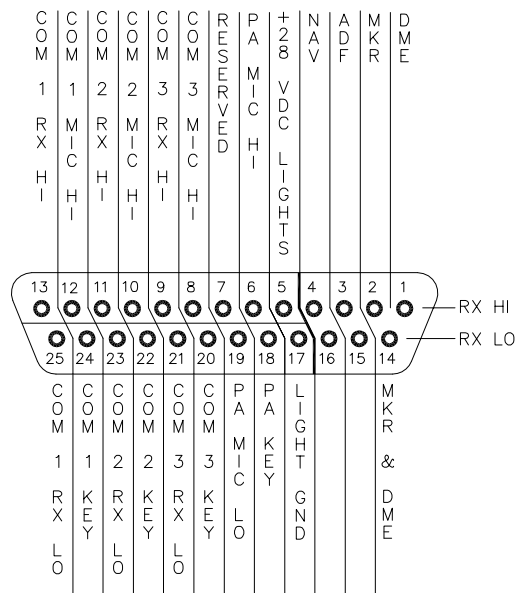 COM 1 RX HI
COM 1 MIC HI
COM 2 RX HI
COM 2 MIC HI
COM 3 RX HI
COM 3 MIC HI
RESERVED
PA MIC HI
+28 VDC LIGHTS
NAV
ADF
MKR
DME
13 12 11 10 9 8 7 6 5 4 3 2 1
RX HI
RX LO
25 24 23 22 21 20 19 18 17 16 15 14
COM 1 RX LO
COM 1 KEY
COM 2 RX LO
COM 2 KEY
COM 3 RX LO
COM 3 KEY
PA MIC LO
PA KEY
LIGHT GND
MKR & DME